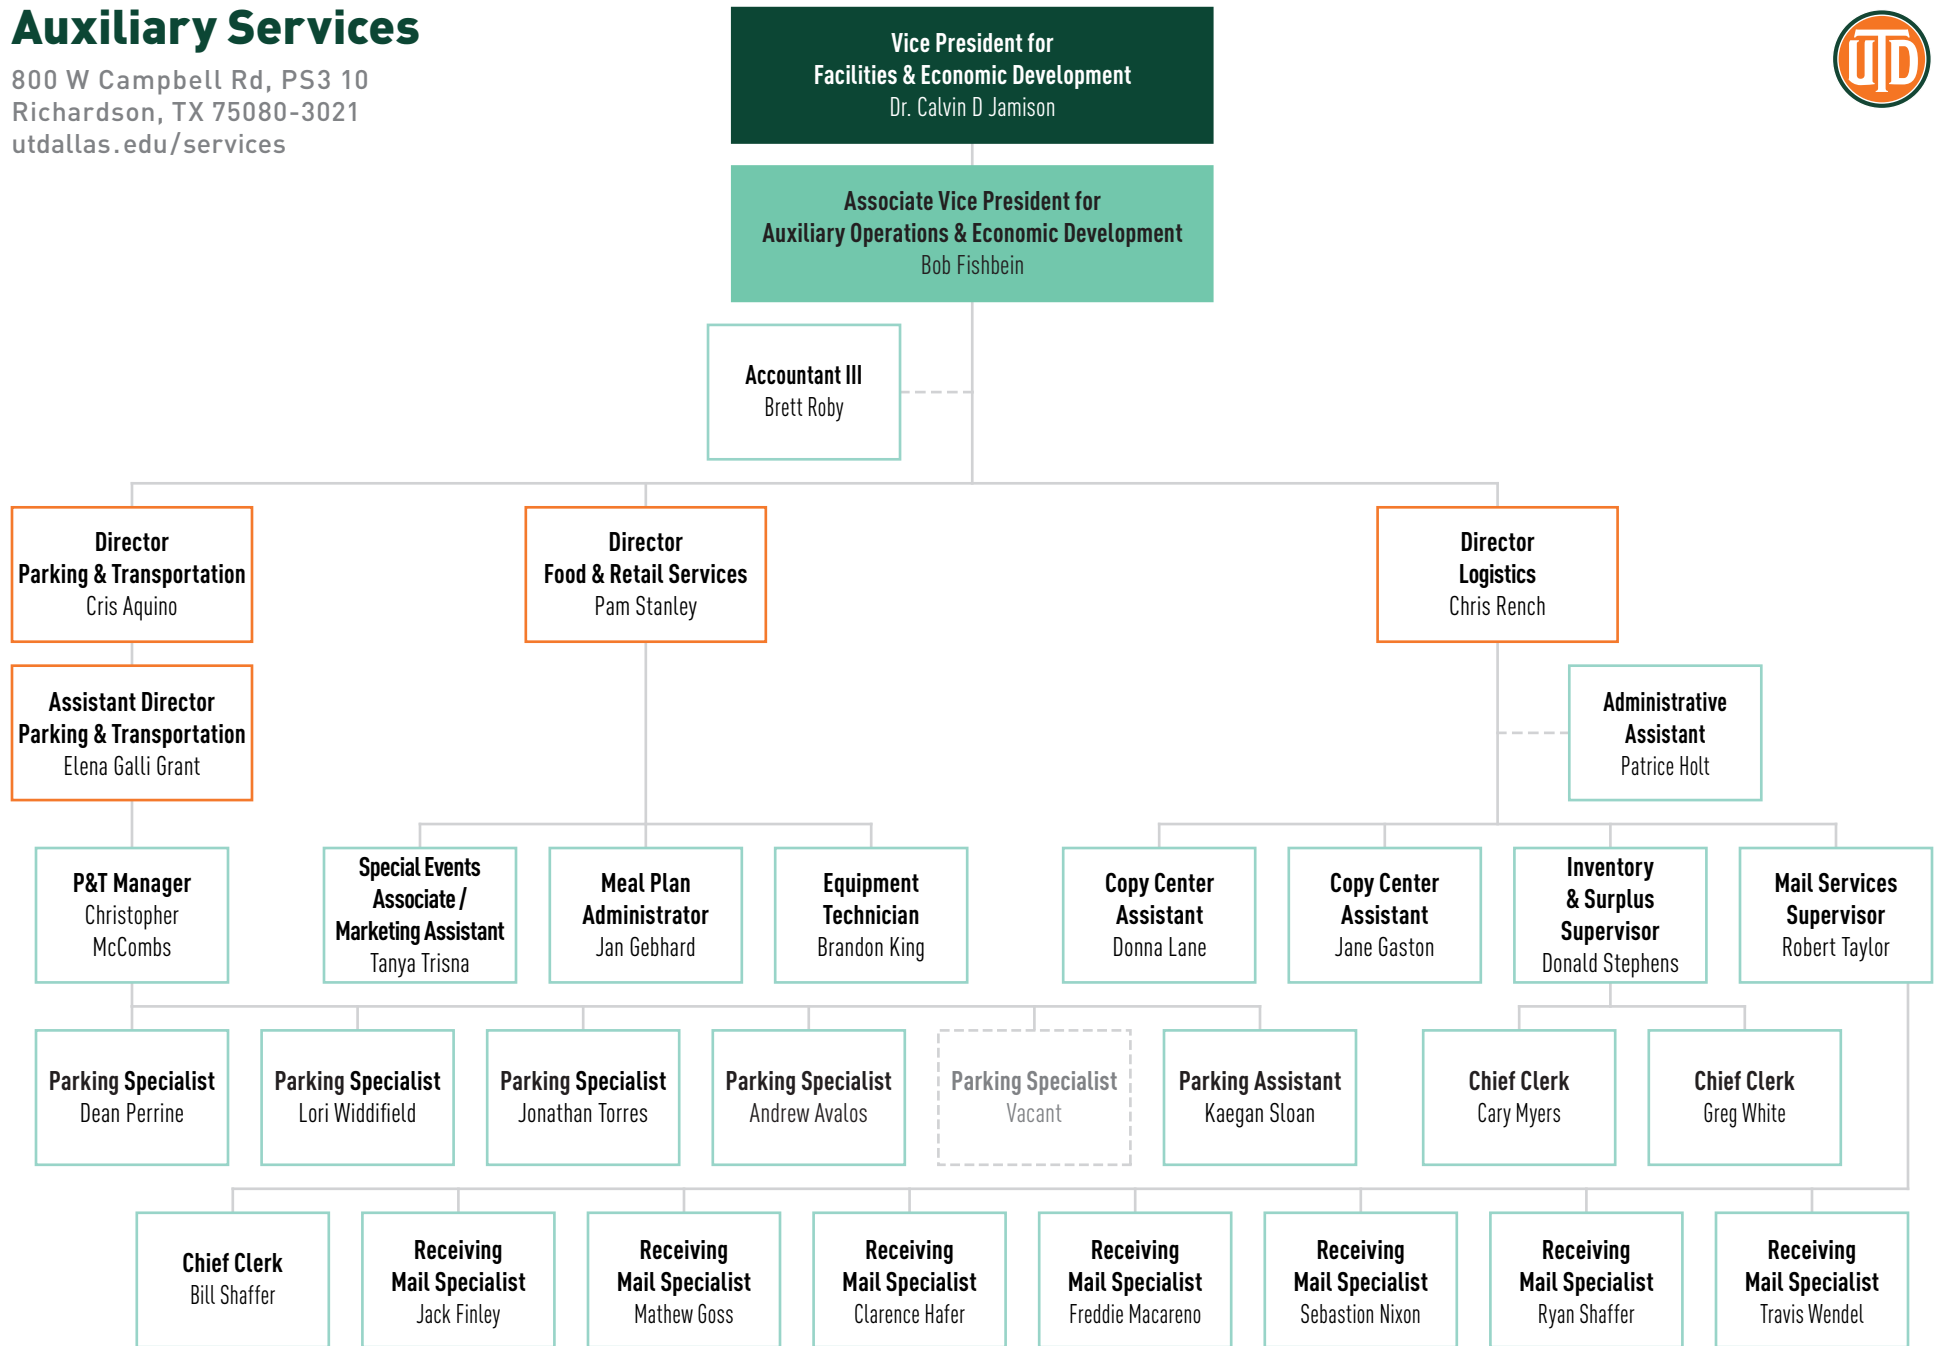 Auxiliary Services
800 W Campbell Rd, PS3 10
Richardson, TX 75080-3021
utdallas.edu/services
UTD
Vice President for
Facilities & Economic Development
Dr. Calvin D Jamison
Associate Vice President for
Auxiliary Operations & Economic Development
Bob Fishbein
Accountant III
Brett Roby
Director
Parking & Transportation
Cris Aquino
Director
Food & Retail Services
Pam Stanley
Director
Logistics
Chris Rench
Assistant Director
Parking & Transportation
Elena Galli Grant
Administrative
Assistant
Patrice Holt
P&T Manager
Christopher
McCombs
Special Events
Associate /
Marketing Assistant
Tanya Trisna
Meal Plan
Administrator
Jan Gebhard
Equipment
Technician
Brandon King
Copy Center
Assistant
Donna Lane
Copy Center
Assistant
Jane Gaston
Inventory
& Surplus
Supervisor
Donald Stephens
Mail Services
Supervisor
Robert Taylor
Parking Specialist
Dean Perrine
Parking Specialist
Lori Widdifield
Parking Specialist
Jonathan Torres
Parking Specialist
Andrew Avalos
Parking Specialist
Vacant
Parking Assistant
Kaegan Sloan
Chief Clerk
Cary Myers
Chief Clerk
Greg White
Chief Clerk
Bill Shaffer
Receiving
Mail Specialist
Jack Finley
Receiving
Mail Specialist
Mathew Goss
Receiving
Mail Specialist
Clarence Hafer
Receiving
Mail Specialist
Freddie Macareno
Receiving
Mail Specialist
Sebastion Nixon
Receiving
Mail Specialist
Ryan Shaffer
Receiving
Mail Specialist
Travis Wendel